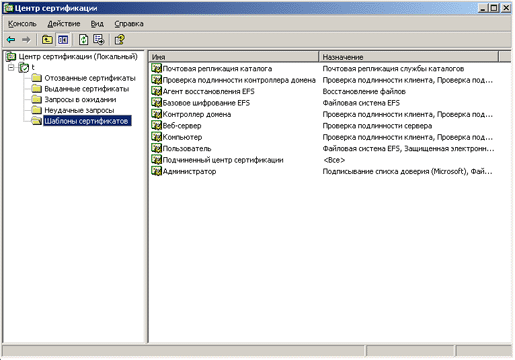 Центр сертификации
Консоль Действие Вид Справка
Центр сертификации (Локальный)
t
Отозванные сертификаты
Выданные сертификаты
Запросы в ожидании
Неудачные запросы
Шаблоны сертификатов
Имя Назначение
Почтовая репликация каталога Почтовая репликация службы каталогов
Проверка подлинности контроллера домена Проверка подлинности клиента, Проверка под...
Агент восстановления EFS Восстановление файлов
Базовое шифрование EFS Файловая система EFS
Контроллер домена Проверка подлинности клиента, Проверка под...
Веб-сервер Проверка подлинности сервера
Компьютер Проверка подлинности клиента, Проверка под...
Пользователь Файловая система EFS, Защищенная электронн...
Подчиненный центр сертификации <Все>
Администратор Подписывание списка доверия (Microsoft), Фай...